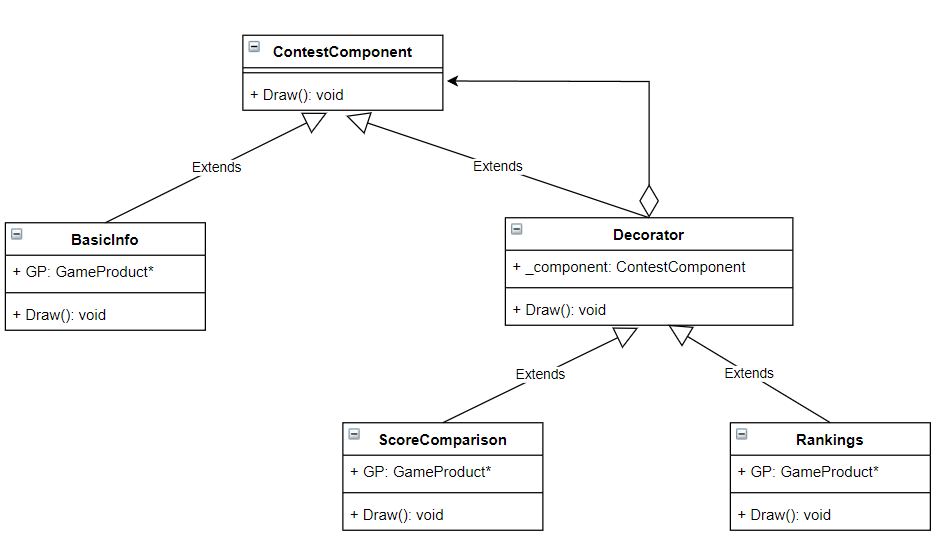 ContestComponent
+ Draw(): void
Extends
Extends
BasicInfo
+ GP: GameProduct*
+ Draw(): void
Decorator
+ _component: ContestComponent
+ Draw(): void
Extends
Extends
ScoreComparison
+ GP: GameProduct*
+ Draw(): void
Rankings
+ GP: GameProduct*
+ Draw(): void